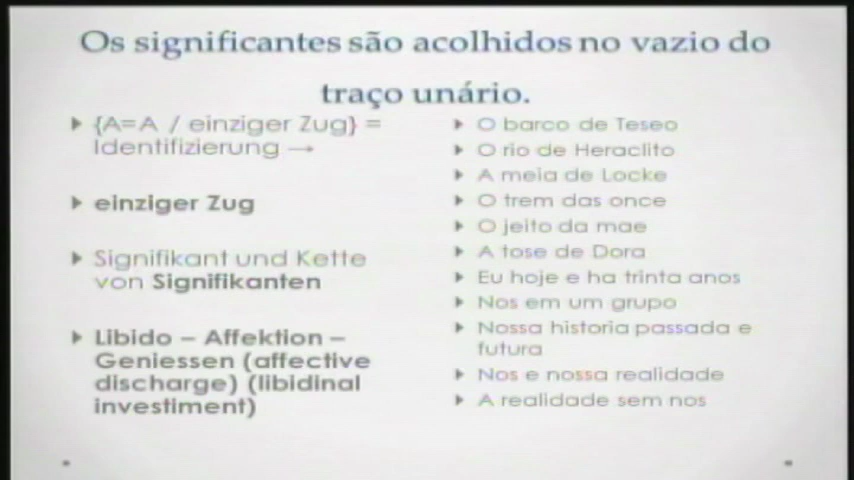 Os significantes são acolhidos no vazio do
traço unário.
{A=A / einziger Zug} =
Identifizierung →
einziger Zug
Signifikant und Kette
von Signifikanten
Libido – Affektion –
Geniessen (affective
discharge) (libidinal
investiment)
O barco de Teseo
O rio de Heraclito
A meia de Locke
O trem das once
O jeito da mae
A tose de Dora
Eu hoje e ha trinta anos
Nos em um grupo
Nossa historia passada e
futura
Nos e nossa realidade
A realidade sem nos